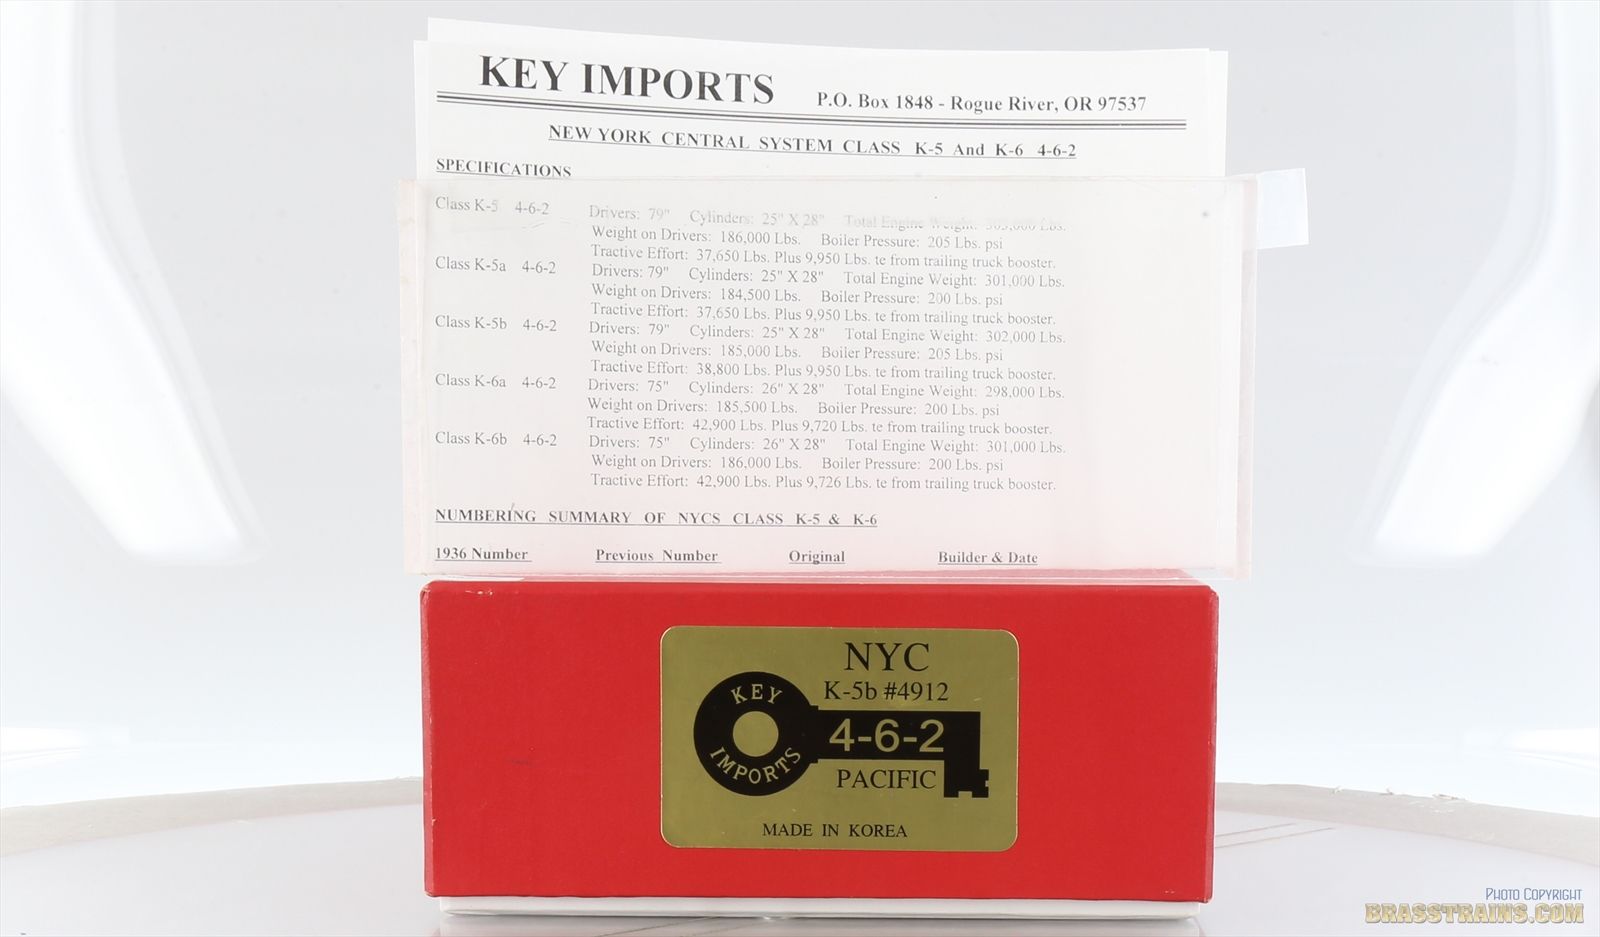 KEY IMPORTS P.O. Box 1848 - Rogue River, OR 97537
NEW YORK CENTRAL SYSTEM CLASS K-5 And K-6 4-6-2
SPECIFICATIONS
Class K-5 4-6-2 Drivers: 79" Cylinders: 25" X 28" Total Engine Weight: 303,000 Lbs.
Weight on Drivers: 186,000 Lbs. Boiler Pressure: 205 Lbs. psi
Tractive Effort: 37,650 Lbs. Plus 9,950 Lbs. te from trailing truck booster.
Class K-5a 4-6-2 Drivers: 79" Cylinders: 25" X 28" Total Engine Weight: 301,000 Lbs.
Weight on Drivers: 184,500 Lbs. Boiler Pressure: 200 Lbs. psi
Tractive Effort: 37,650 Lbs. Plus 9,950 Lbs. te from trailing truck booster.
Class K-5b 4-6-2 Drivers: 79" Cylinders: 25" X 28" Total Engine Weight: 302,000 Lbs.
Weight on Drivers: 185,000 Lbs. Boiler Pressure: 205 Lbs. psi
Tractive Effort: 38,800 Lbs. Plus 9,950 Lbs. te from trailing truck booster.
Class K-6a 4-6-2 Drivers: 75" Cylinders: 26" X 28" Total Engine Weight: 298,000 Lbs.
Weight on Drivers: 185,500 Lbs. Boiler Pressure: 200 Lbs. psi
Tractive Effort: 42,900 Lbs. Plus 9,720 Lbs. te from trailing truck booster.
Class K-6b 4-6-2 Drivers: 75" Cylinders: 26" X 28" Total Engine Weight: 301,000 Lbs.
Weight on Drivers: 186,000 Lbs. Boiler Pressure: 200 Lbs. psi
Tractive Effort: 42,900 Lbs. Plus 9,726 Lbs. te from trailing truck booster.
NUMBERING SUMMARY OF NYCS CLASS K-5 & K-6
1936 Number Previous Number Original Builder & Date
NYC
K-5b #4912
KEY IMPORTS
4-6-2
PACIFIC
MADE IN KOREA
PHOTO COPYRIGHT
BRASSTRAINS.COM